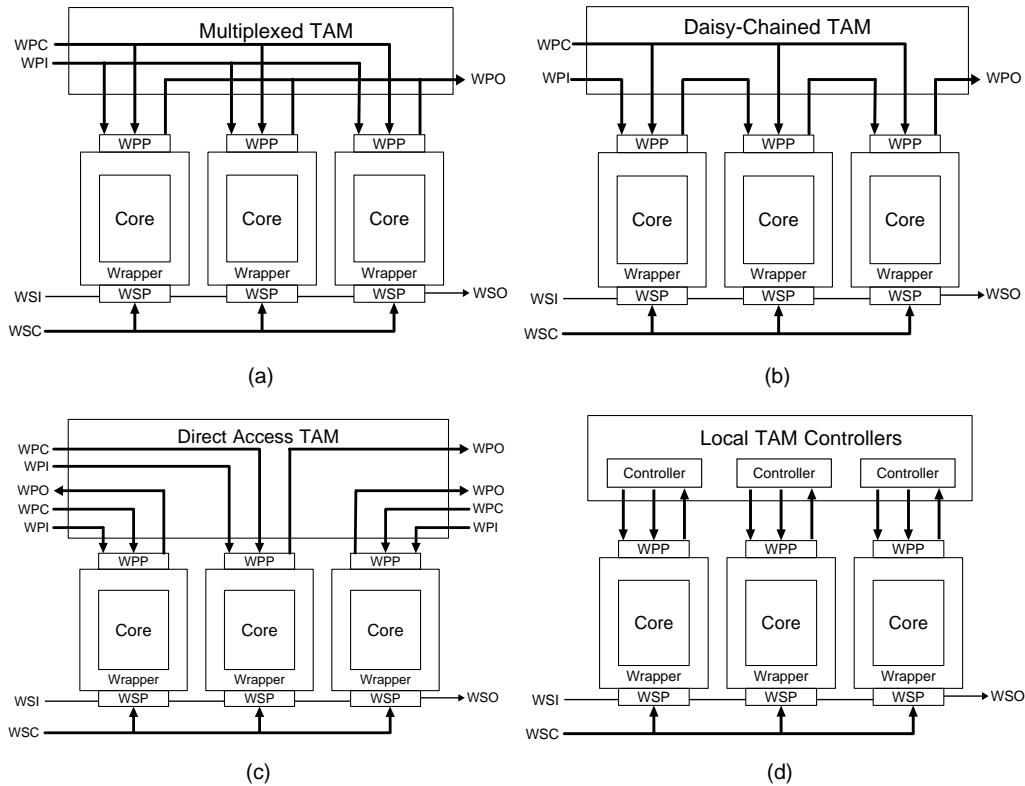 Multiplexed TAM
WPC
WPI
WPO
WPP WPP WPP
Core Core Core
Wrapper Wrapper Wrapper
WSI WSP WSP WSP WSO
WSC
(a)
Daisy-Chained TAM
WPC
WPI WPO
WPP WPP WPP
Core Core Core
Wrapper Wrapper Wrapper
WSI WSP WSP WSP WSO
WSC
(b)
Direct Access TAM
WPC WPO
WPI
WPO WPO
WPC WPC
WPI WPI
WPP WPP WPP
Core Core Core
Wrapper Wrapper Wrapper
WSI WSP WSP WSP WSO
WSC
(c)
Local TAM Controllers
Controller Controller Controller
WPP WPP WPP
Core Core Core
Wrapper Wrapper Wrapper
WSI WSP WSP WSP WSO
WSC
(d)